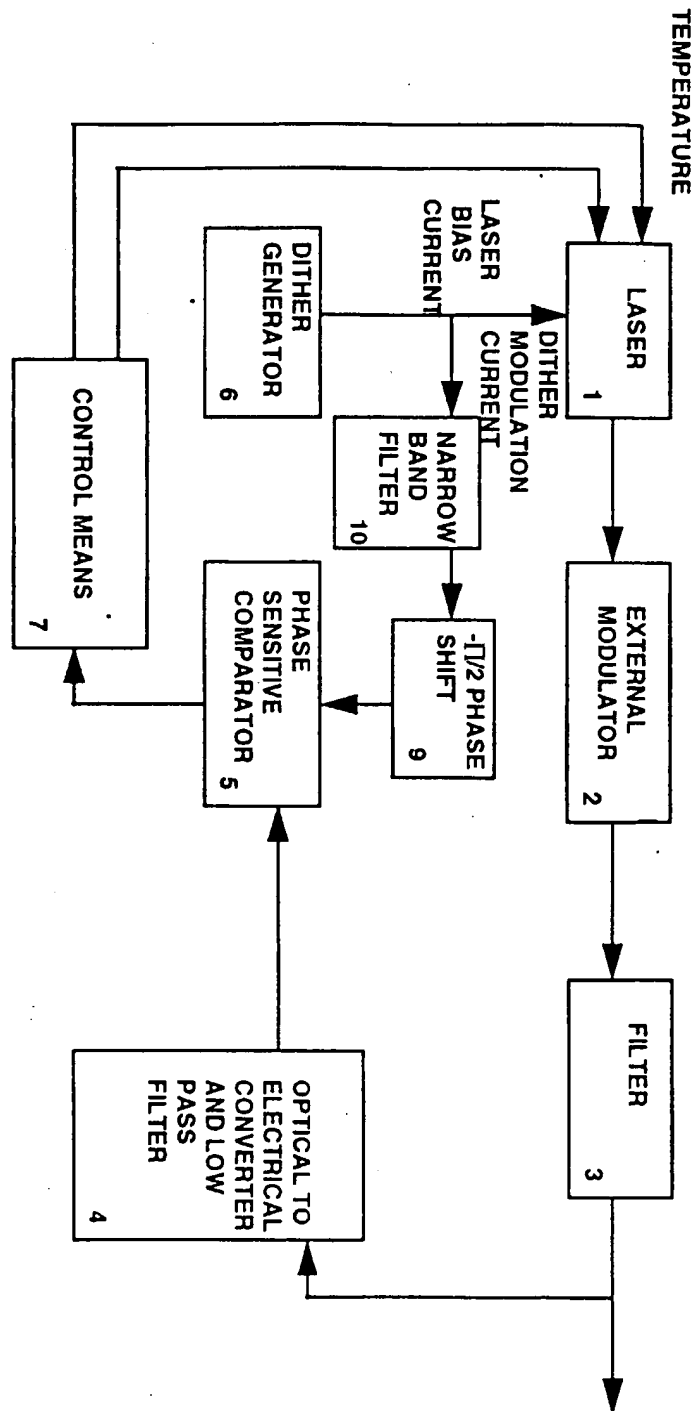 TEMPERATURE
LASER
1
EXTERNAL
MODULATOR
2
FILTER
3
LASER
BIAS
CURRENT
DITHER
MODULATION
CURRENT
DITHER
GENERATOR
6
NARROW
BAND
FILTER
10
-∏/2 PHASE
SHIFT
9
PHASE
SENSITIVE
COMPARATOR
5
OPTICAL TO
ELECTRICAL
CONVERTER
AND LOW
PASS
FILTER
4
CONTROL MEANS
7